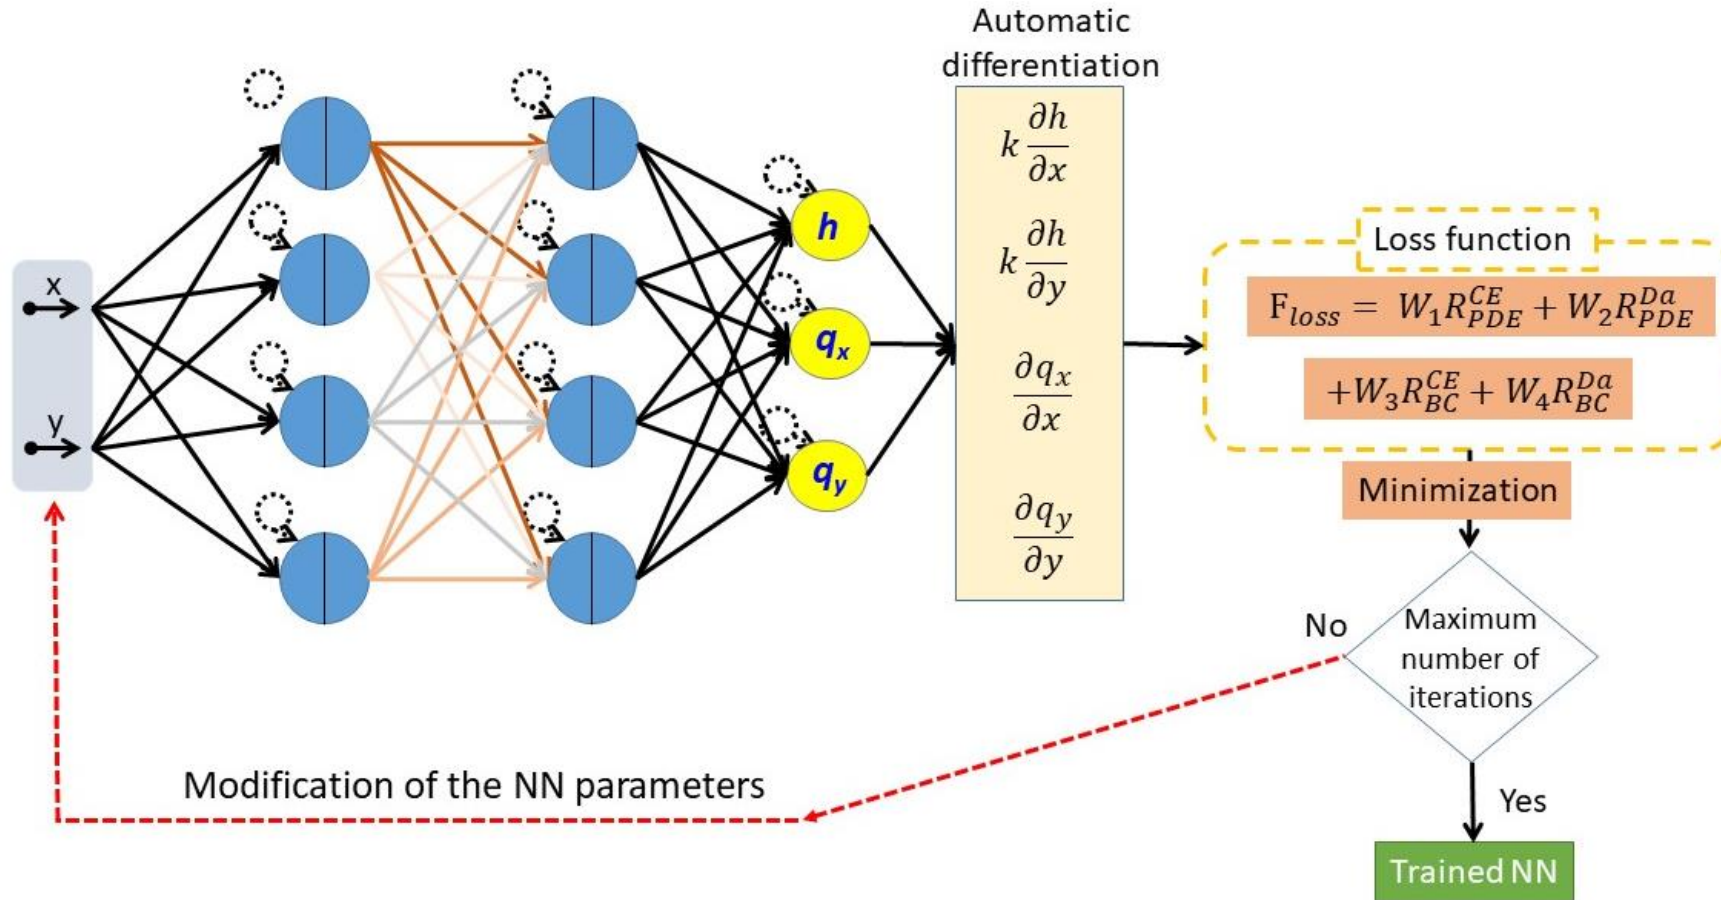 Automatic
differentiation
x
y
h
q_x
q_y
k ∂h/∂x
k ∂h/∂y
∂q_x/∂x
∂q_y/∂y
Loss function
F_loss = W_1 R_PDE^CE + W_2 R_PDE^Da
+W_3 R_BC^CE + W_4 R_BC^Da
Minimization
Maximum
number of
iterations
No
Modification of the NN parameters
Yes
Trained NN